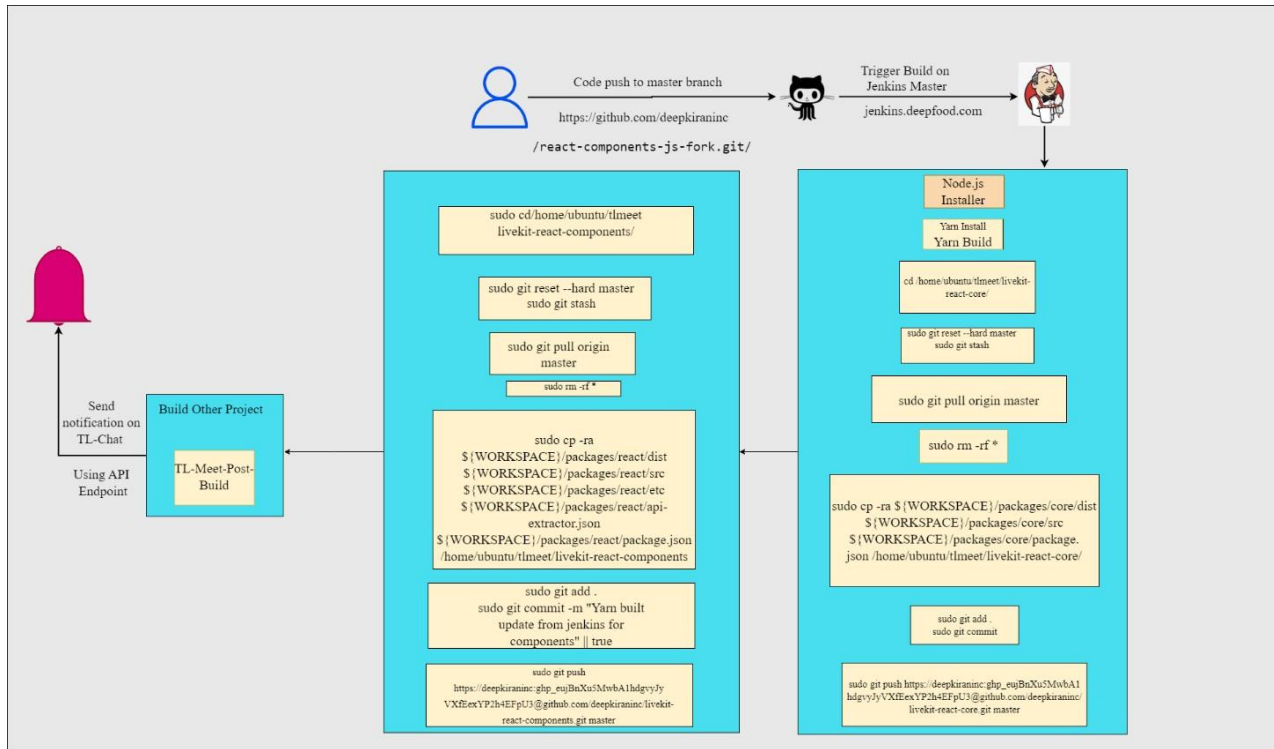 Code push to master branch
https://github.com/deepkiraninc
/react-components-js-fork.git/
Trigger Build on
Jenkins Master
jenkins.deepfood.com
Node.js
Installer
Yarn Install
Yarn Build
cd /home/ubuntu/tlmeet/livekit-
react-core/
sudo git reset --hard master
sudo git stash
sudo git pull origin master
sudo rm -rf *
sudo cp -ra ${WORKSPACE}/packages/core/dist
${WORKSPACE}/packages/core/src
${WORKSPACE}/packages/core/package.
json /home/ubuntu/tlmeet/livekit-react-core/
sudo git add .
sudo git commit
sudo git push https://deepkiraninc:ghp_eujBnXu5MwbA1
hdgvyJyVXfEexYP2h4EFpU3@github.com/deepkiraninc/
livekit-react-core.git master
sudo cd/home/ubuntu/tlmeet
livekit-react-components/
sudo git reset --hard master
sudo git stash
sudo git pull origin
master
sudo rm -rf *
sudo cp -ra
${WORKSPACE}/packages/react/dist
${WORKSPACE}/packages/react/src
${WORKSPACE}/packages/react/etc
${WORKSPACE}/packages/react/api-
extractor.json
${WORKSPACE}/packages/react/package.json
/home/ubuntu/tlmeet/livekit-react-components
sudo git add .
sudo git commit -m "Yarn built
update from jenkins for
components" || true
sudo git push
https://deepkiraninc:ghp_eujBnXu5MwbA1hdgvyJy
VXfEexYP2h4EFpU3@github.com/deepkiraninc/livekit-
react-components.git master
Build Other Project
TL-Meet-Post-
Build
Send
notification on
TL-Chat
Using API
Endpoint